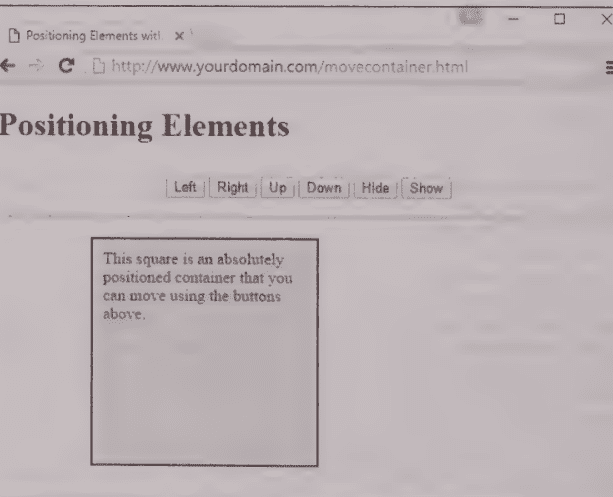 Positioning Elements witl
http://www.yourdomain.com/movecontainer.html
Positioning Elements
Left Right Up Down Hide Show
This square is an absolutely
positioned container that you
can move using the buttons
above.